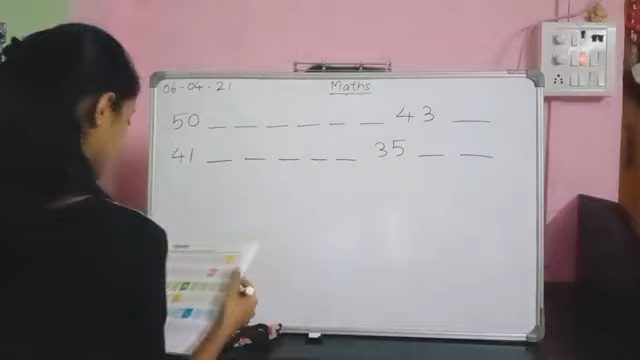 06-04-21
Maths
50 _ _ _ _ _ _ 43 _
41 _ _ _ _ _ 35 _ _